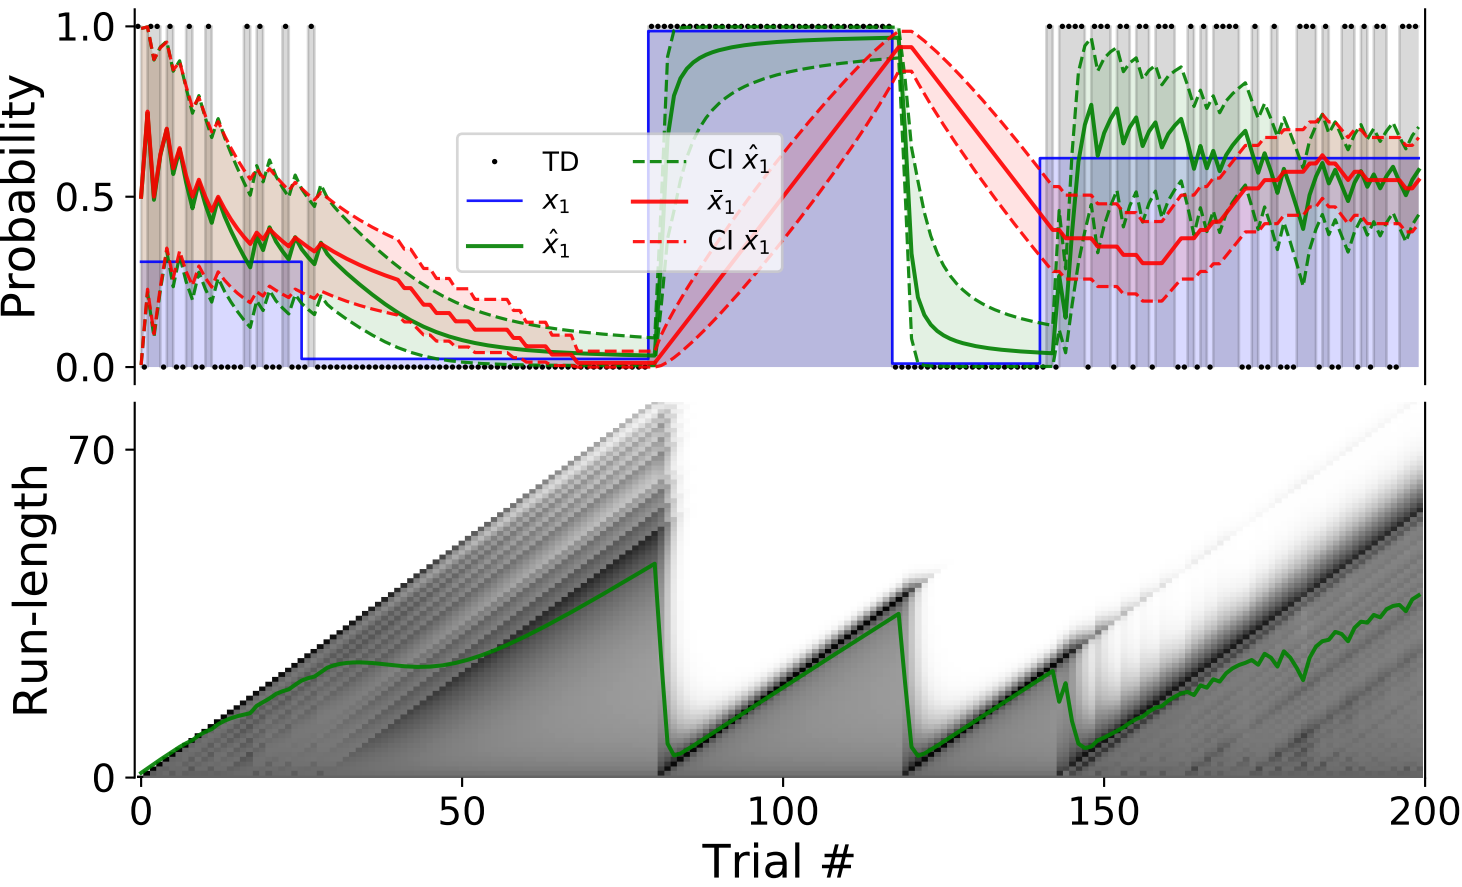 Probability
1.0
0.5
0.0
TD
x₁
x̂₁
CI x̂₁
x̄₁
CI x̄₁
Run-length
70
0
0 50 100 150 200
Trial #